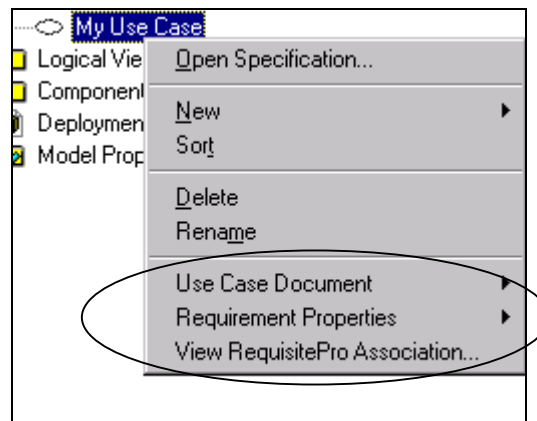 My Use Case
Logical Vie
Component
Deploymen
Model Prop
Open Specification...
New
Sort
Delete
Rename
Use Case Document
Requirement Properties
View RequisitePro Association...